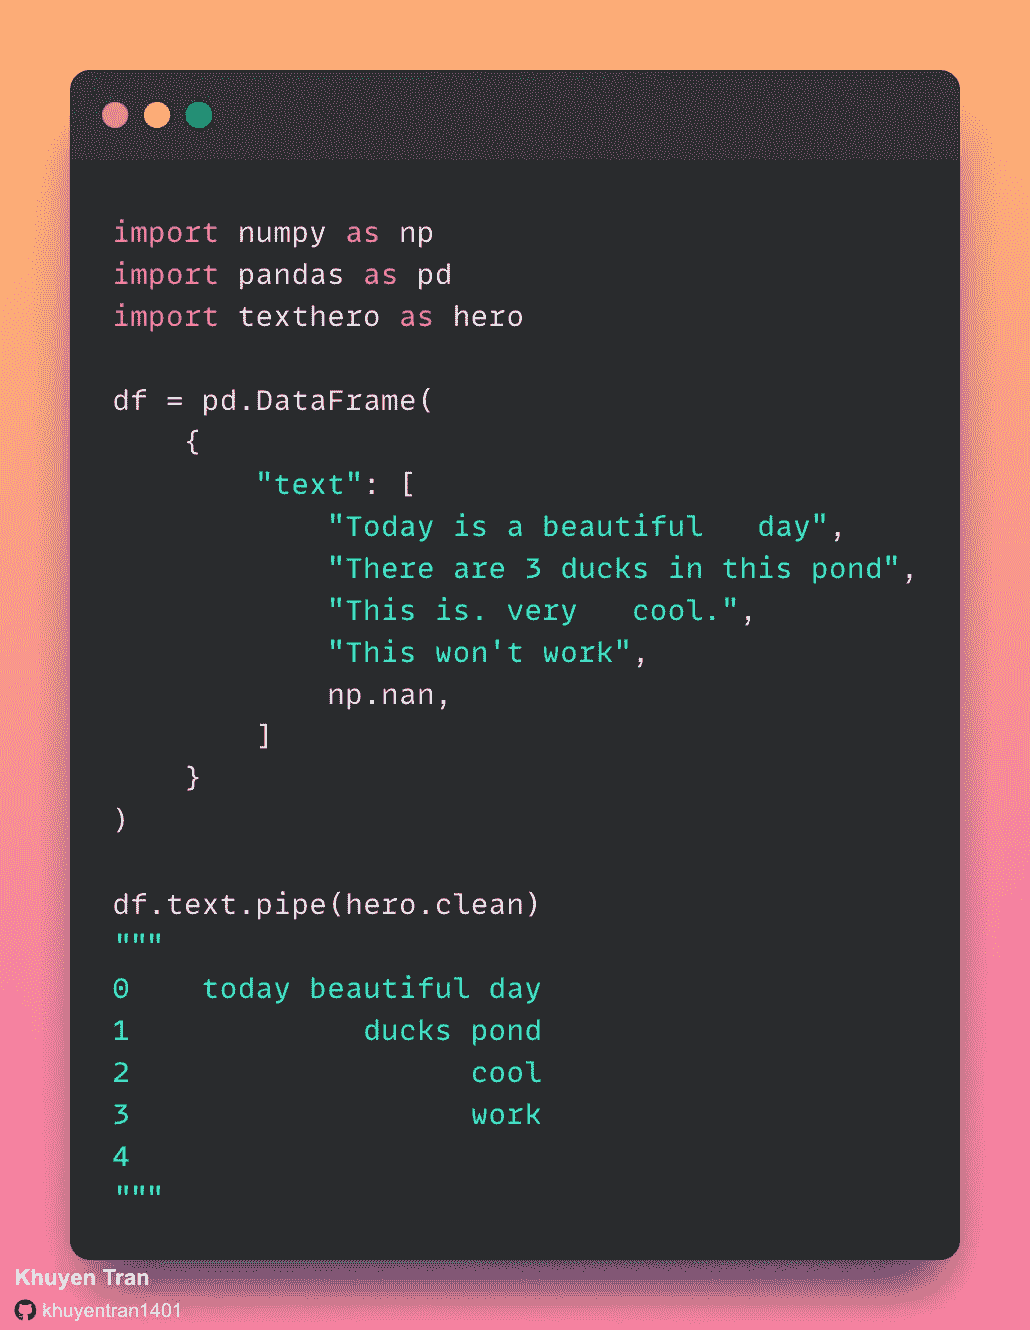 import numpy as np
import pandas as pd
import texthero as hero

df = pd.DataFrame(
    {
        "text": [
            "Today is a beautiful   day",
            "There are 3 ducks in this pond",
            "This is. very   cool.",
            "This won't work",
            np.nan,
        ]
    }
)

df.text.pipe(hero.clean)
"""
0    today beautiful day
1             ducks pond
2                   cool
3                   work
4
"""
Khuyen Tran
khuyentran1401